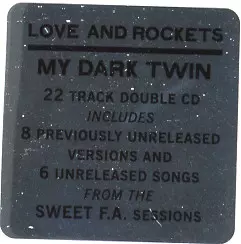 LOVE AND ROCKETS
MY DARK TWIN
22 TRACK DOUBLE CD
INCLUDES
8 PREVIOUSLY UNRELEASED
VERSIONS AND
6 UNRELEASED SONGS
FROM THE
SWEET F.A. SESSIONS